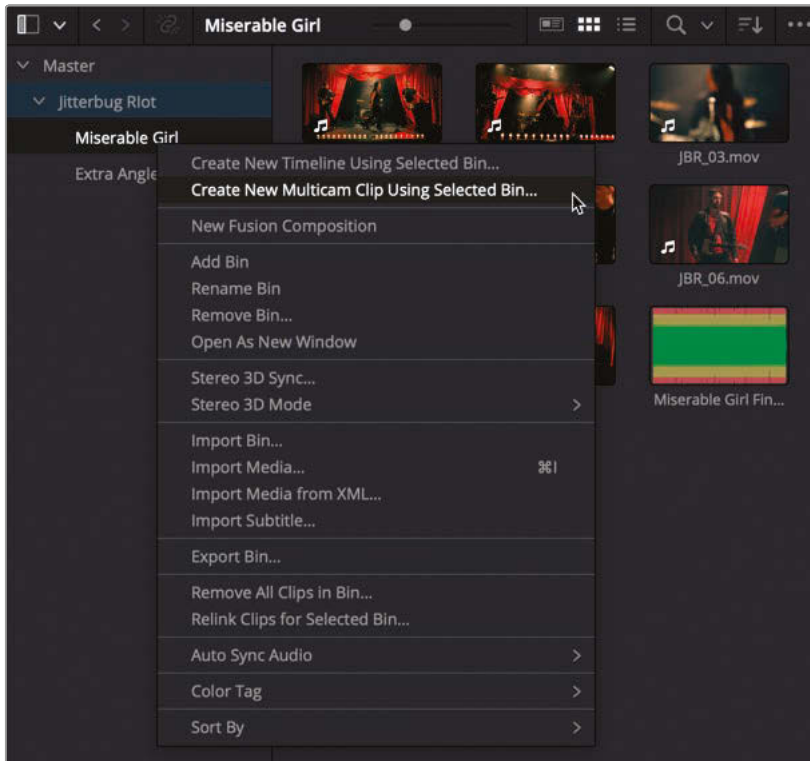 Miserable Girl
Master
Jitterbug RIot
Miserable Girl
Extra Angle
JBR_03.mov
JBR_06.mov
Miserable Girl Fin...
Create New Timeline Using Selected Bin...
Create New Multicam Clip Using Selected Bin...
New Fusion Composition
Add Bin
Rename Bin
Remove Bin...
Open As New Window
Stereo 3D Sync...
Stereo 3D Mode
Import Bin...
Import Media... ⌘I
Import Media from XML...
Import Subtitle...
Export Bin...
Remove All Clips in Bin...
Relink Clips for Selected Bin...
Auto Sync Audio
Color Tag
Sort By